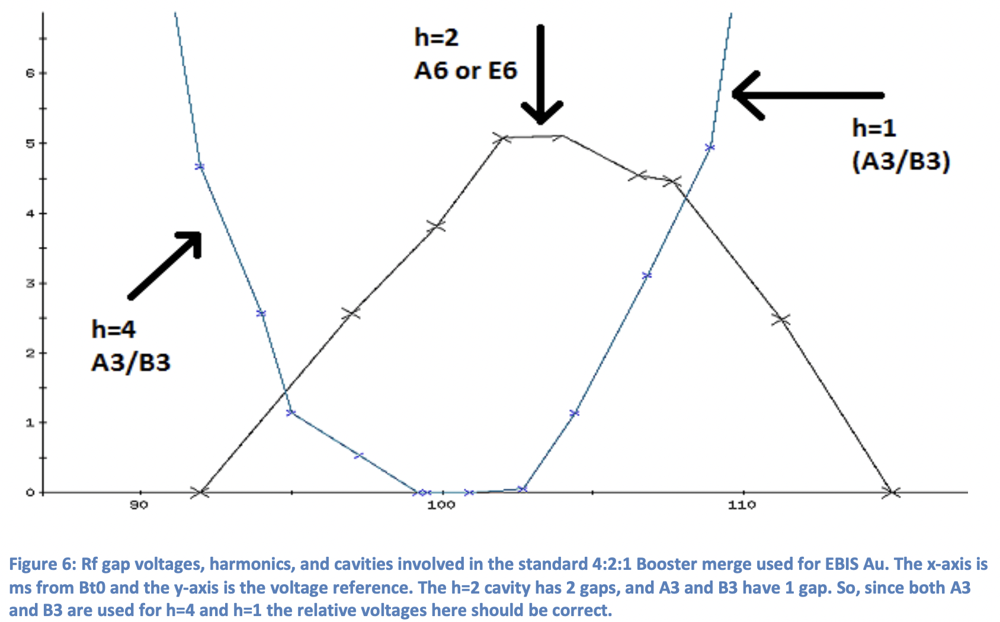 h=2
A6 or E6
6
h=1
(A3/B3)
5
4
3
h=4
A3/B3
2
1
0
90
100
110
Figure 6: Rf gap voltages, harmonics, and cavities involved in the standard 4:2:1 Booster merge used for EBIS Au. The x-axis is
ms from Bt0 and the y-axis is the voltage reference. The h=2 cavity has 2 gaps, and A3 and B3 have 1 gap. So, since both A3
and B3 are used for h=4 and h=1 the relative voltages here should be correct.